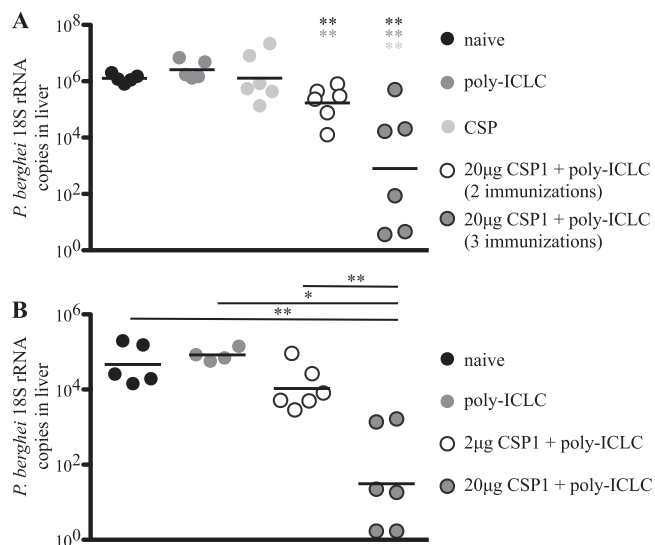 A
P. berghei 18S rRNA
copies in liver
10^8
10^6
10^4
10^2
10^0
** **
** ** **
naive
poly-ICLC
CSP
20µg CSP1 + poly-ICLC
(2 immunizations)
20µg CSP1 + poly-ICLC
(3 immunizations)
B
P. berghei 18S rRNA
copies in liver
10^6
10^4
10^2
10^0
**
*
**
naive
poly-ICLC
2µg CSP1 + poly-ICLC
20µg CSP1 + poly-ICLC